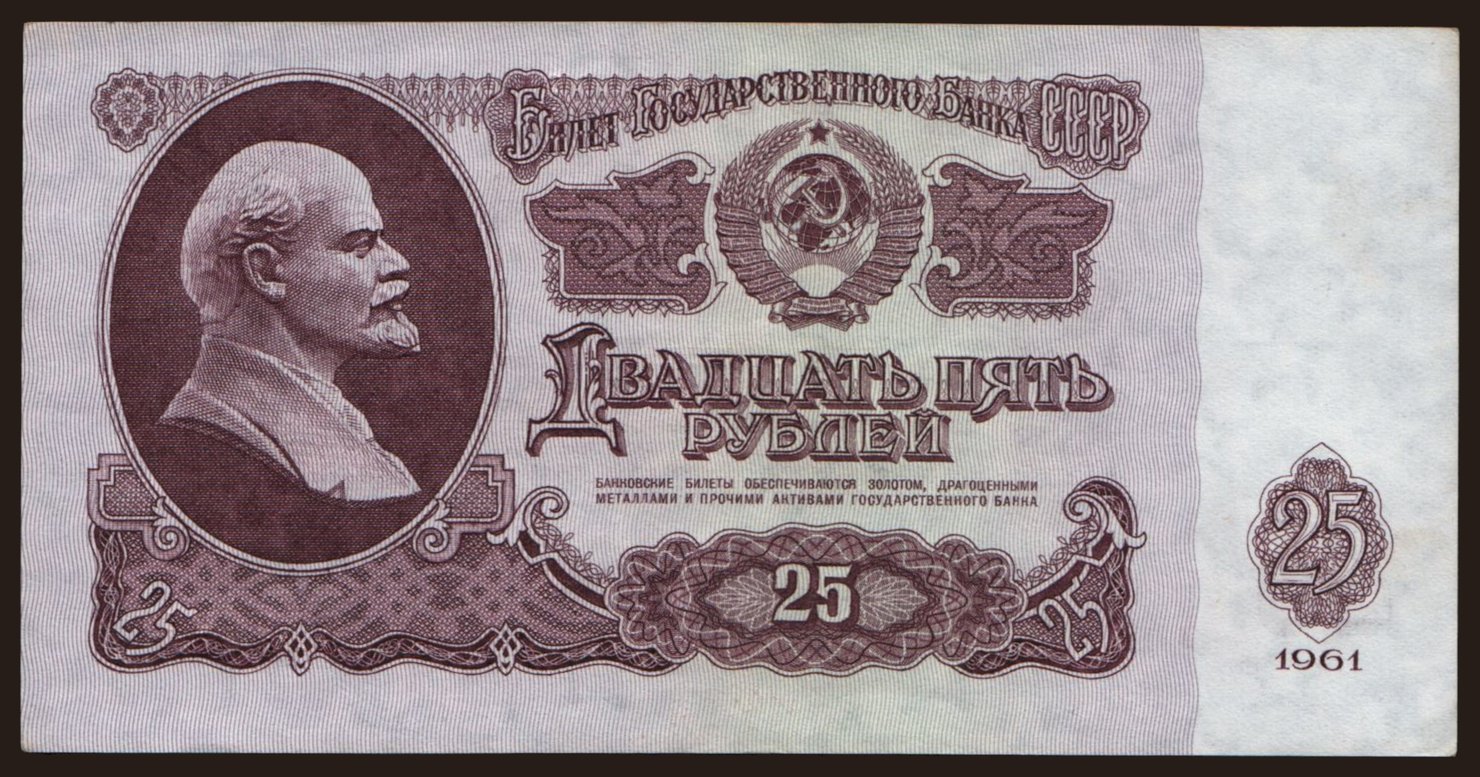 Билет Государственного Банка СССР
Двадцать пять
рублей
БАНКОВСКИЕ БИЛЕТЫ ОБЕСПЕЧИВАЮТСЯ ЗОЛОТОМ, ДРАГОЦЕННЫМИ
МЕТАЛЛАМИ И ПРОЧИМИ АКТИВАМИ ГОСУДАРСТВЕННОГО БАНКА
25
25
25
25
1961